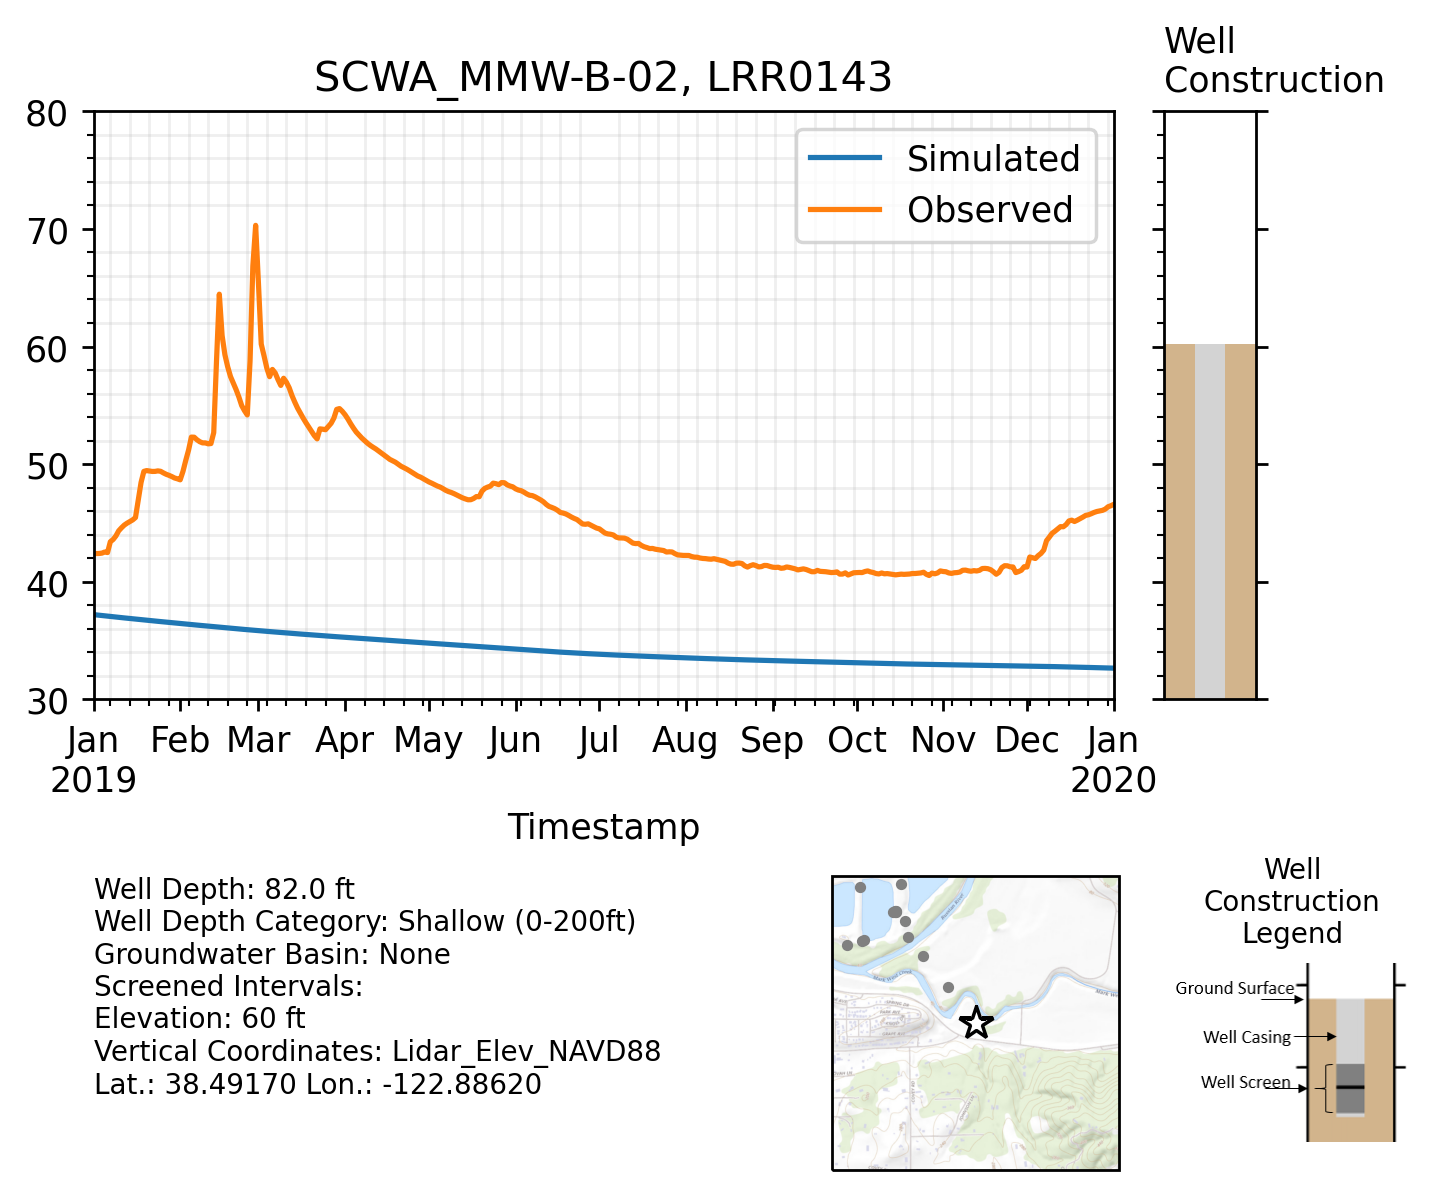 SCWA_MMW-B-02, LRR0143
Well
Construction
80
70
60
50
40
30
Simulated
Observed
Jan Feb Mar Apr May Jun Jul Aug Sep Oct Nov Dec Jan
2019 2020
Timestamp
Well Depth: 82.0 ft
Well Depth Category: Shallow (0-200ft)
Groundwater Basin: None
Screened Intervals:
Elevation: 60 ft
Vertical Coordinates: Lidar_Elev_NAVD88
Lat.: 38.49170 Lon.: -122.88620
Well
Construction
Legend
Ground Surface
Well Casing
Well Screen